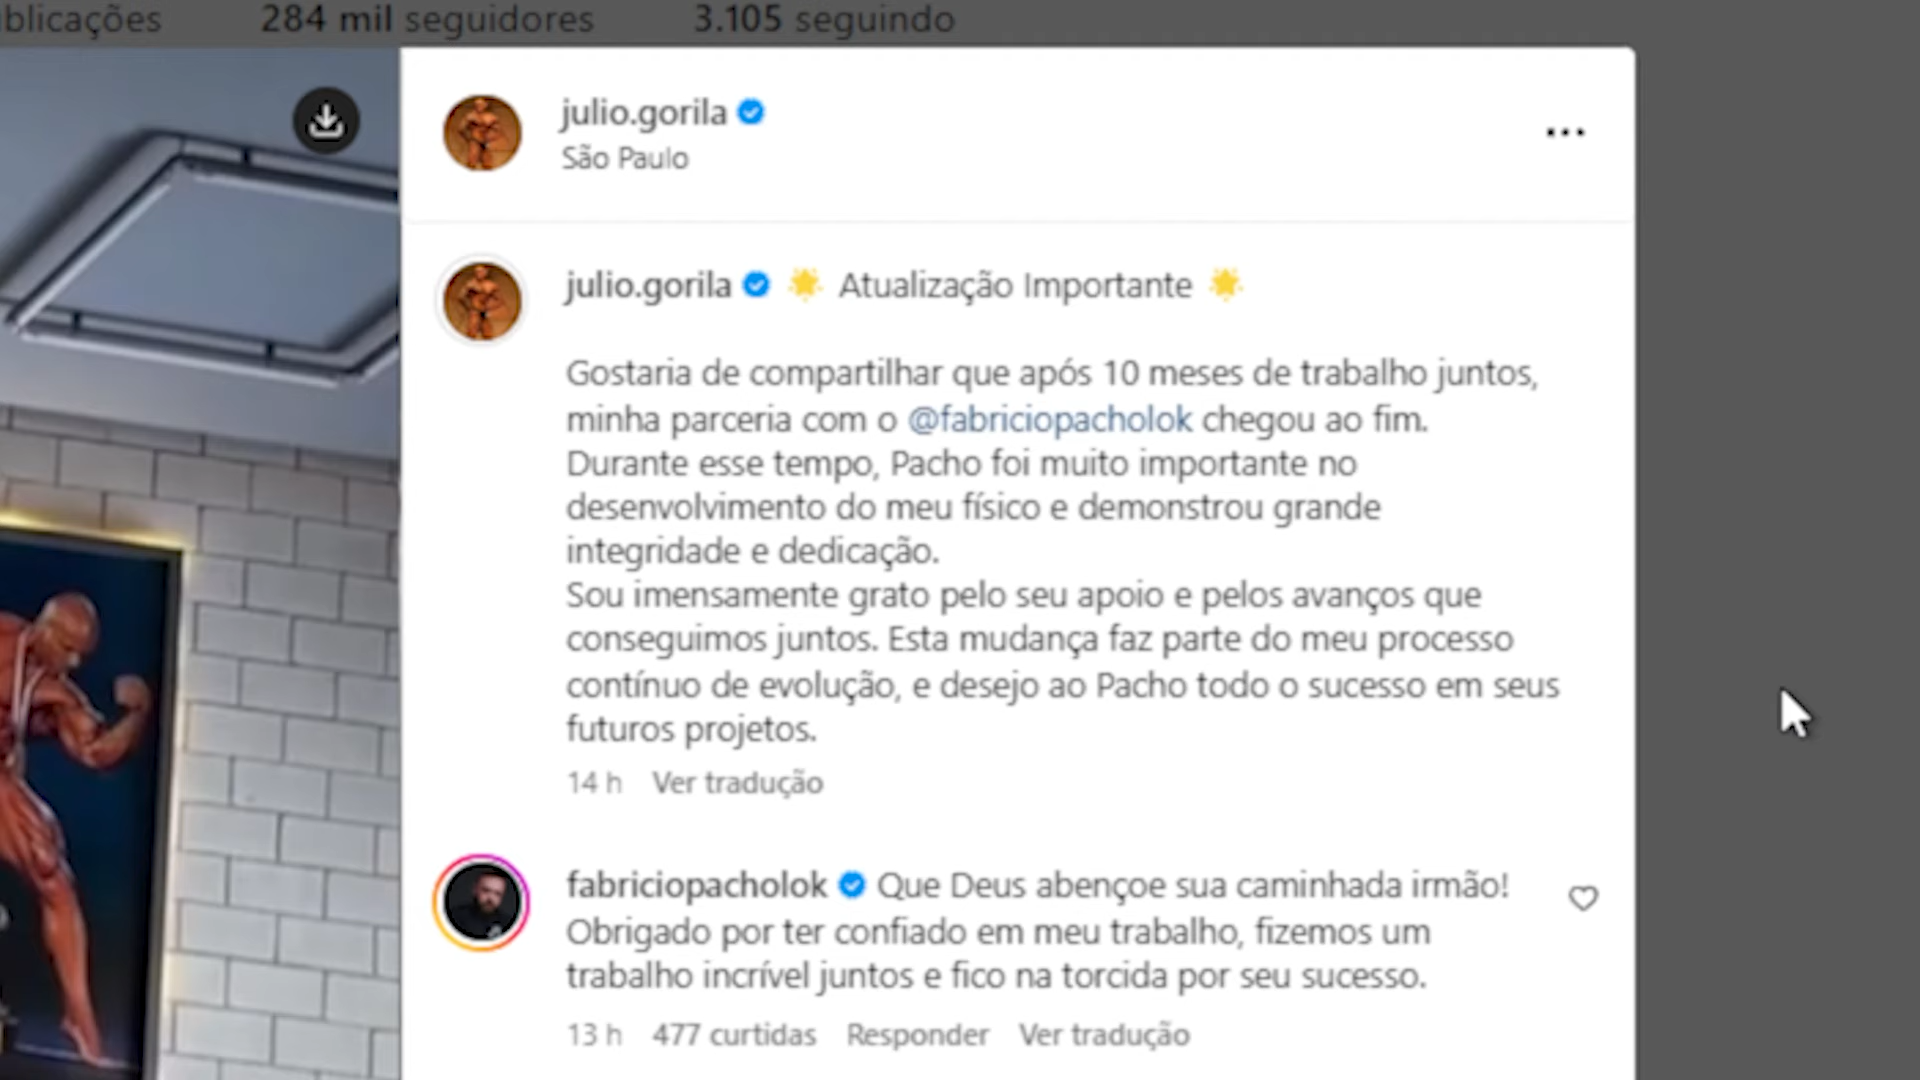 284 mil seguidores 3.105 seguindo
julio.gorila
São Paulo
julio.gorila 🌟 Atualização Importante 🌟
Gostaria de compartilhar que após 10 meses de trabalho juntos,
minha parceria com o @fabriciopacholok chegou ao fim.
Durante esse tempo, Pacho foi muito importante no
desenvolvimento do meu físico e demonstrou grande
integridade e dedicação.
Sou imensamente grato pelo seu apoio e pelos avanços que
conseguimos juntos. Esta mudança faz parte do meu processo
contínuo de evolução, e desejo ao Pacho todo o sucesso em seus
futuros projetos.
14 h Ver tradução
fabriciopacholok Que Deus abençoe sua caminhada irmão!
Obrigado por ter confiado em meu trabalho, fizemos um
trabalho incrível juntos e fico na torcida por seu sucesso.
13 h 477 curtidas Responder Ver tradução